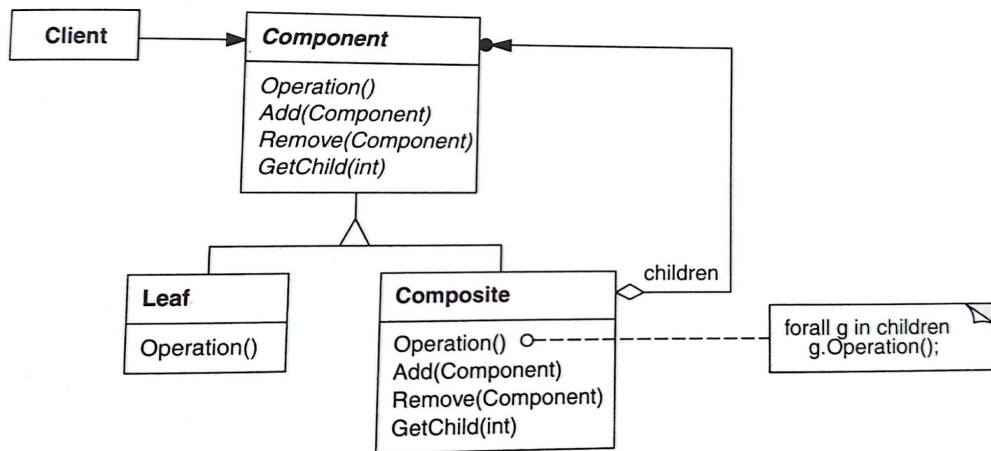 Client
Component
Operation()
Add(Component)
Remove(Component)
GetChild(int)
children
Leaf
Operation()
Composite
Operation()
Add(Component)
Remove(Component)
GetChild(int)
forall g in children
g.Operation();